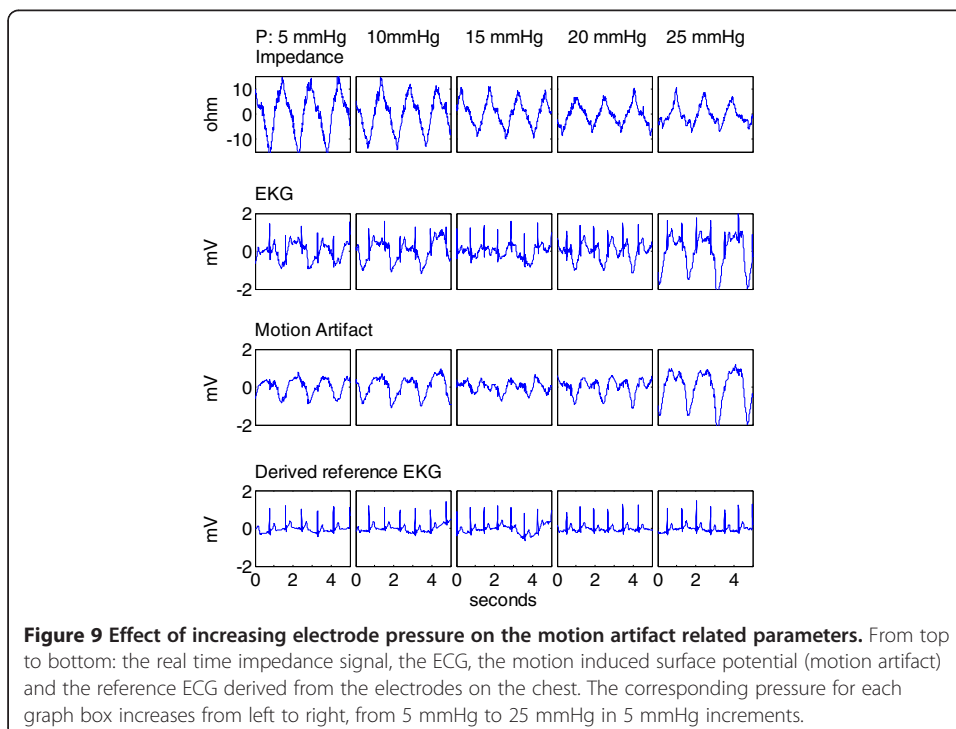 P: 5 mmHg 10mmHg 15 mmHg 20 mmHg 25 mmHg
Impedance
10
0
-10
ohm
EKG
2
0
-2
mV
Motion Artifact
2
0
-2
mV
Derived reference EKG
2
0
-2
mV
0 2 4 0 2 4 0 2 4 0 2 4 0 2 4
seconds
Figure 9 Effect of increasing electrode pressure on the motion artifact related parameters. From top
to bottom: the real time impedance signal, the ECG, the motion induced surface potential (motion artifact)
and the reference ECG derived from the electrodes on the chest. The corresponding pressure for each
graph box increases from left to right, from 5 mmHg to 25 mmHg in 5 mmHg increments.